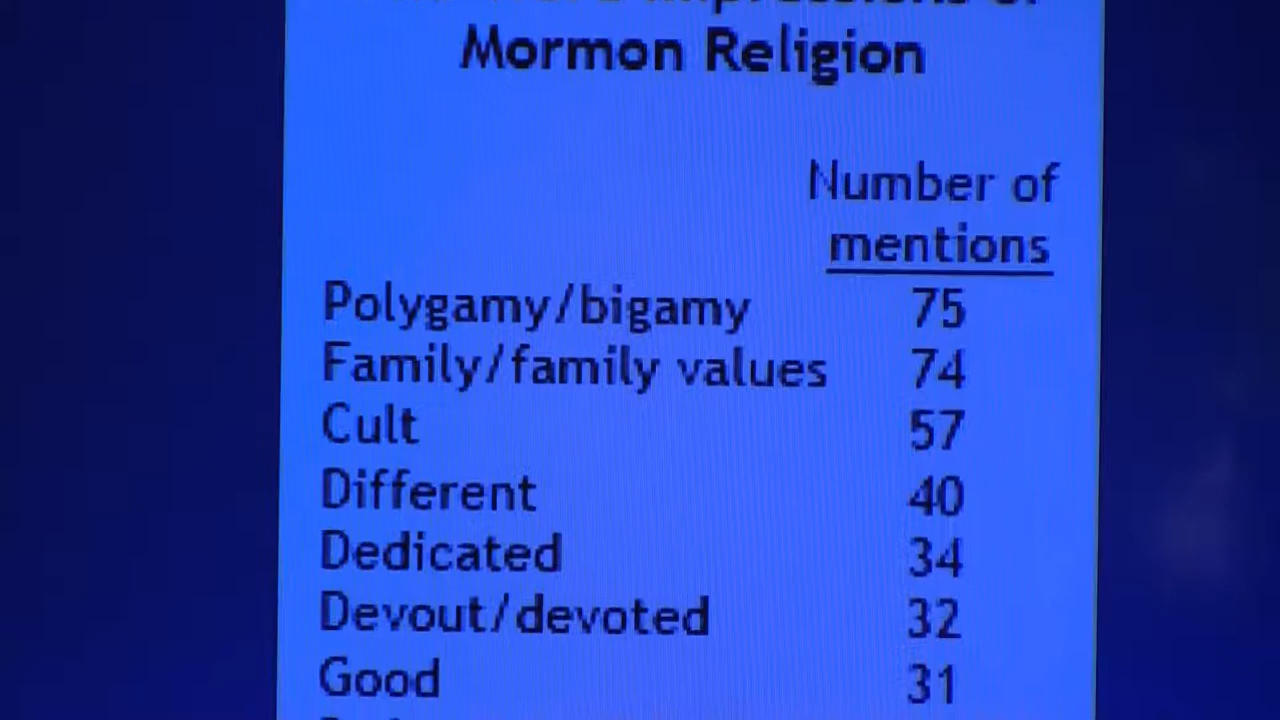 Mormon Religion
Number of
mentions
Polygamy/bigamy 75
Family/family values 74
Cult 57
Different 40
Dedicated 34
Devout/devoted 32
Good 31